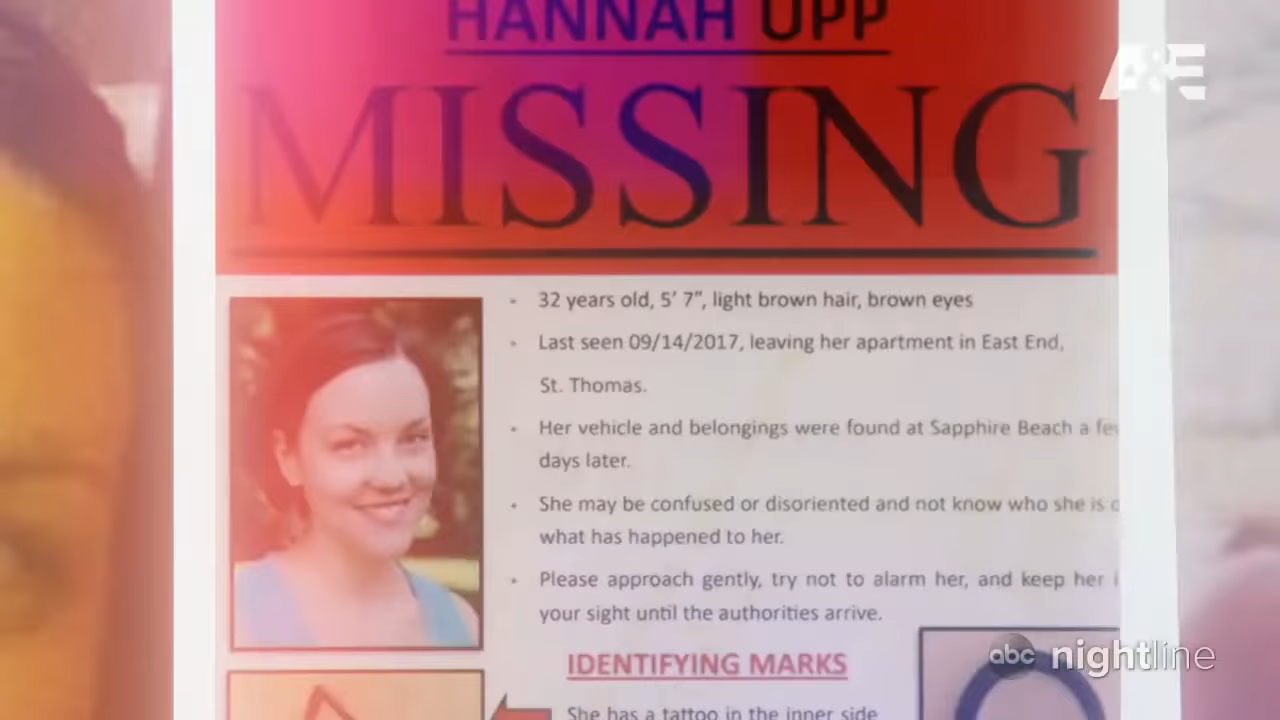 HANNAH UPP
MISSING
A&E
32 years old, 5' 7", light brown hair, brown eyes
Last seen 09/14/2017, leaving her apartment in East End,
St. Thomas.
Her vehicle and belongings were found at Sapphire Beach a
days later.
She may be confused or disoriented and not know who she is
what has happened to her.
Please approach gently, try not to alarm her, and keep her
your sight until the authorities arrive.
IDENTIFYING MARKS
She has a tattoo in the inner side
abc nightline